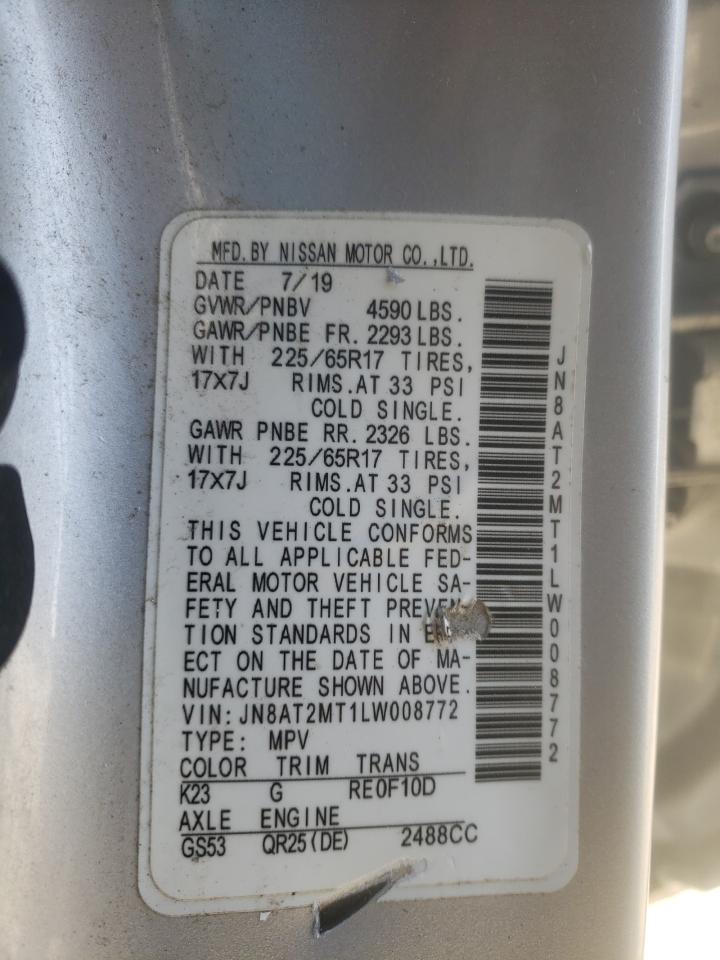 MFD. BY NISSAN MOTOR CO.,LTD.
DATE 7/19
GVWR/PNBV 4590 LBS.
GAWR/PNBE FR. 2293 LBS.
WITH 225/65R17 TIRES,
17x7J RIMS.AT 33 PSI
COLD SINGLE.
GAWR PNBE RR. 2326 LBS.
WITH 225/65R17 TIRES,
17x7J RIMS.AT 33 PSI
COLD SINGLE.
THIS VEHICLE CONFORMS
TO ALL APPLICABLE FED-
ERAL MOTOR VEHICLE SA-
FETY AND THEFT PREVEN-
TION STANDARDS IN
ECT ON THE DATE OF MA-
NUFACTURE SHOWN ABOVE.
VIN: JN8AT2MT1LW008772
TYPE: MPV
COLOR TRIM TRANS
K23 G RE0F10D
AXLE ENGINE
GS53 QR25(DE) 2488CC
JN8AT2MT1LW008772